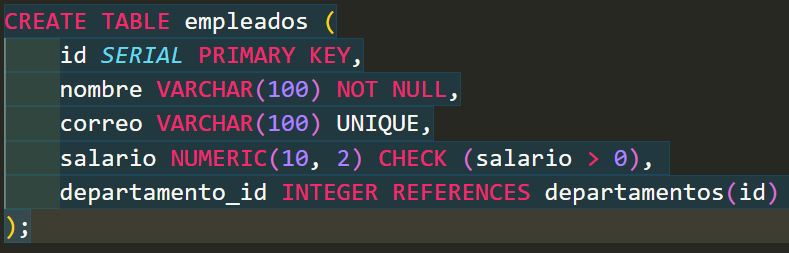 CREATE TABLE empleados (
    id SERIAL PRIMARY KEY,
    nombre VARCHAR(100) NOT NULL,
    correo VARCHAR(100) UNIQUE,
    salario NUMERIC(10, 2) CHECK (salario > 0),
    departamento_id INTEGER REFERENCES departamentos(id)
);